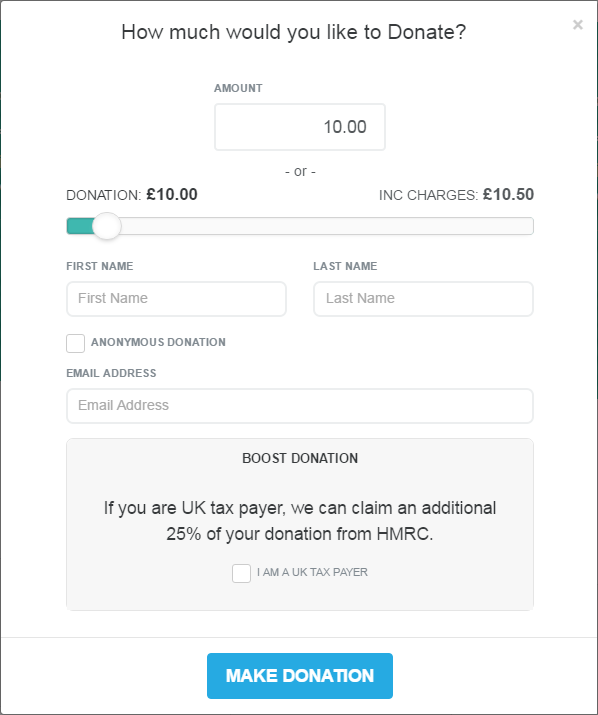 How much would you like to Donate?
×
AMOUNT
10.00
- or -
DONATION: £10.00 INC CHARGES: £10.50
FIRST NAME LAST NAME
First Name Last Name
ANONYMOUS DONATION
EMAIL ADDRESS
Email Address
BOOST DONATION
If you are UK tax payer, we can claim an additional
25% of your donation from HMRC.
I AM A UK TAX PAYER
MAKE DONATION